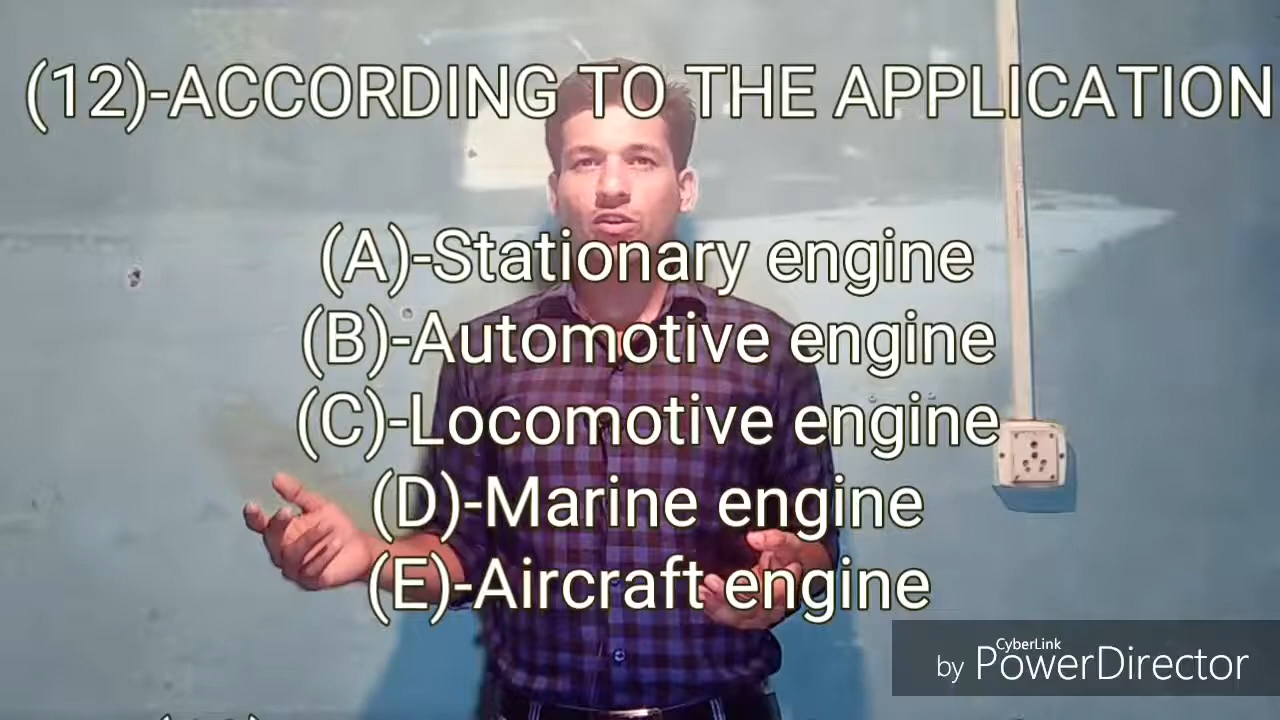 (12)-ACCORDING TO THE APPLICATION
(A)-Stationary engine
(B)-Automotive engine
(C)-Locomotive engine
(D)-Marine engine
(E)-Aircraft engine
CyberLink
by PowerDirector